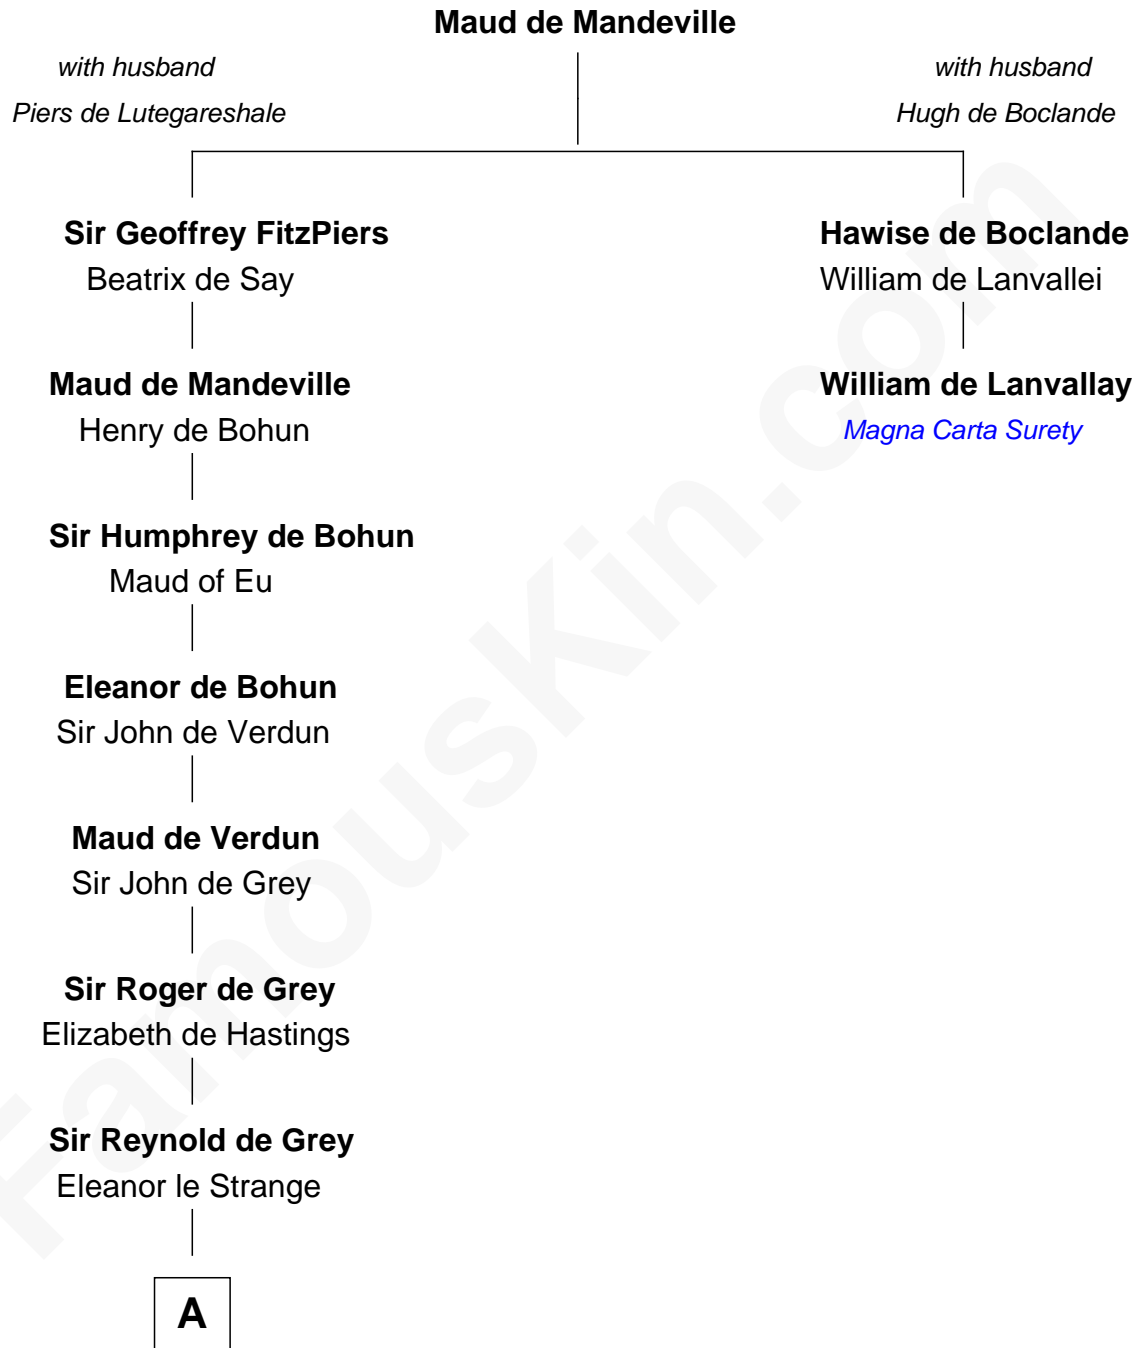 Maud de Mandeville
with husband
Piers de Lutegareshale
with husband
Hugh de Boclande
Sir Geoffrey FitzPiers
Beatrix de Say
Hawise de Boclande
William de Lanvallei
Maud de Mandeville
Henry de Bohun
William de Lanvallay
Magna Carta Surety
Sir Humphrey de Bohun
Maud of Eu
Eleanor de Bohun
Sir John de Verdun
Maud de Verdun
Sir John de Grey
Sir Roger de Grey
Elizabeth de Hastings
Sir Reynold de Grey
Eleanor le Strange
A
FamousKin.com